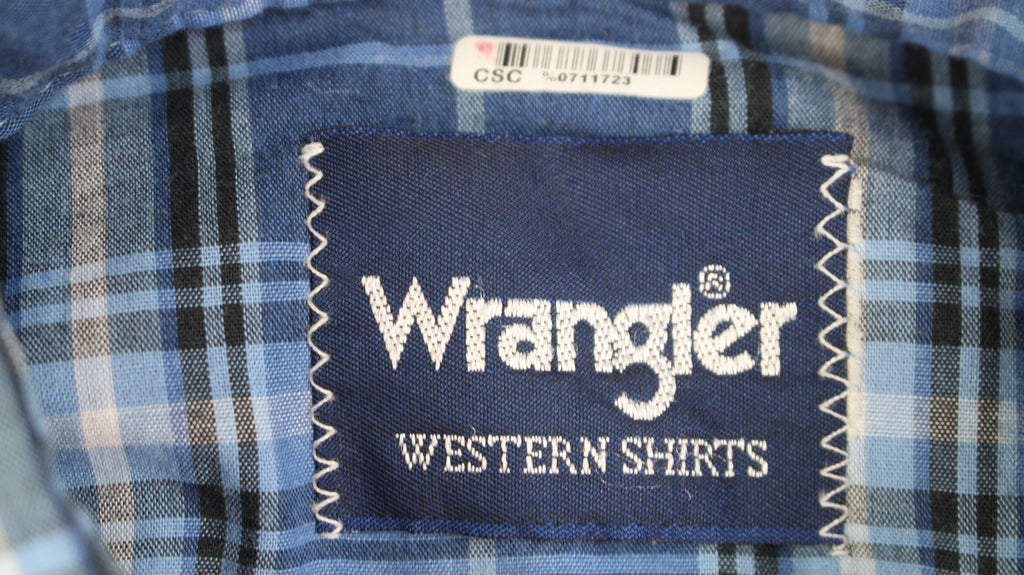 CSC %0711723
Wrangler®
WESTERN SHIRTS